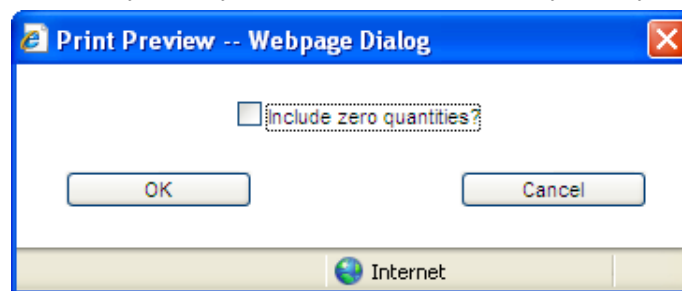 Print Preview -- Webpage Dialog
Include zero quantities?
OK Cancel
Internet